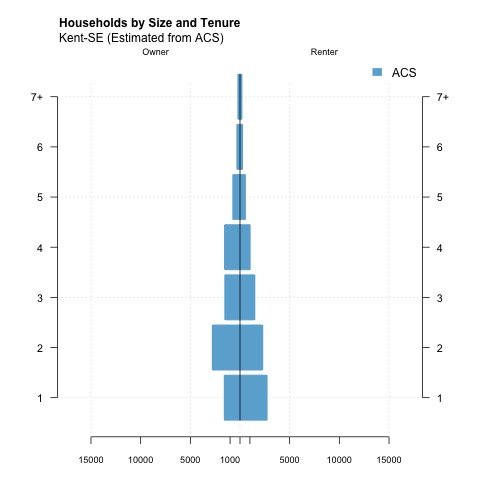 Households by Size and Tenure
Kent-SE (Estimated from ACS)
Owner Renter
ACS
7+ 7+
6 6
5 5
4 4
3 3
2 2
1 1
15000 10000 5000 1000 5000 10000 15000